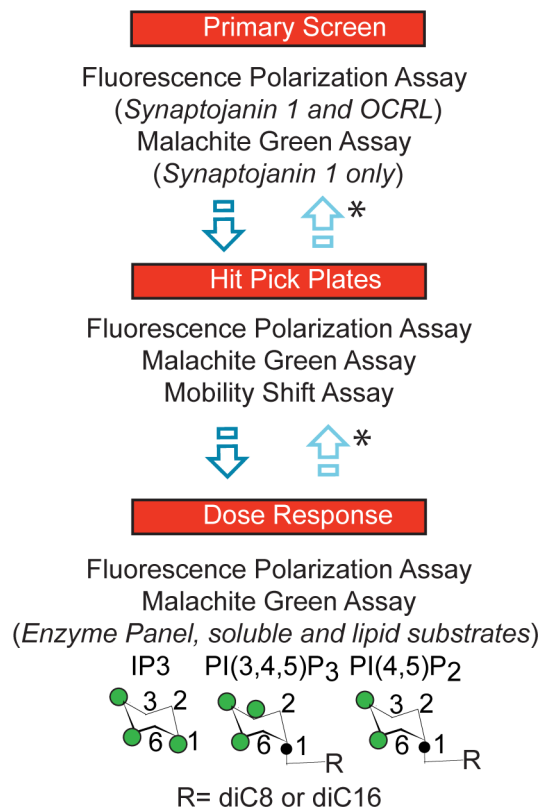 Primary Screen
Fluorescence Polarization Assay
(Synaptojanin 1 and OCRL)
Malachite Green Assay
(Synaptojanin 1 only)
*
Hit Pick Plates
Fluorescence Polarization Assay
Malachite Green Assay
Mobility Shift Assay
*
Dose Response
Fluorescence Polarization Assay
Malachite Green Assay
(Enzyme Panel, soluble and lipid substrates)
IP3 PI(3,4,5)P3 PI(4,5)P2
3 2 2 3 2
6 1 6 1 6 1
R R
R= diC8 or diC16